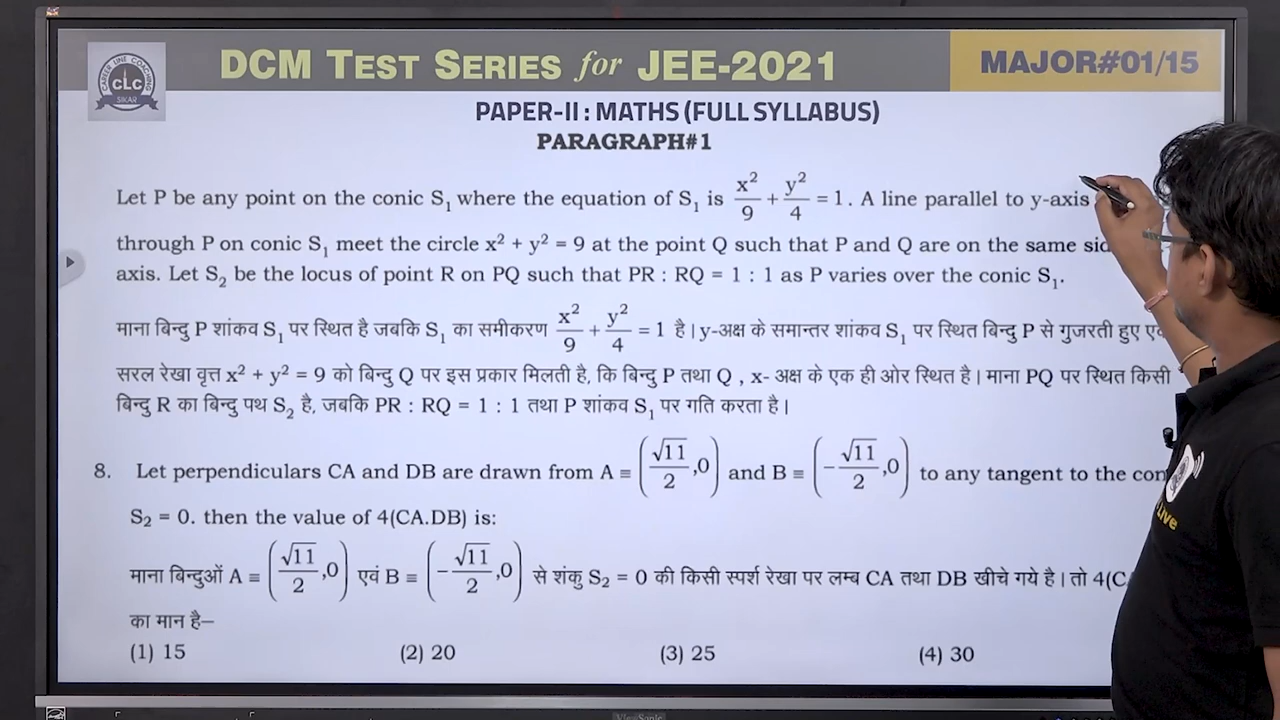 CAREER LINE COACHING
CLC
SIKAR
DCM TEST SERIES for JEE-2021
MAJOR#01/15
PAPER-II : MATHS (FULL SYLLABUS)
PARAGRAPH#1
Let P be any point on the conic S₁ where the equation of S₁ is x²/9 + y²/4 = 1. A line parallel to y-axis
through P on conic S₁ meet the circle x² + y² = 9 at the point Q such that P and Q are on the same
axis. Let S₂ be the locus of point R on PQ such that PR : RQ = 1 : 1 as P varies over the conic S₁.
माना बिन्दु P शांकव S₁ पर स्थित है जबकि S₁ का समीकरण x²/9 + y²/4 = 1 है। y-अक्ष के समान्तर शांकव S₁ पर स्थित बिन्दु P से गुजरती हुए
सरल रेखा वृत्त x² + y² = 9 को बिन्दु Q पर इस प्रकार मिलती है, कि बिन्दु P तथा Q , x- अक्ष के एक ही ओर स्थित है। माना PQ पर स्थित किसी
बिन्दु R का बिन्दु पथ S₂ है, जबकि PR : RQ = 1 : 1 तथा P शांकव S₁ पर गति करता है।
8. Let perpendiculars CA and DB are drawn from A ≡ (√11/2 ,0) and B ≡ (-√11/2 ,0) to any tangent to the
S₂ = 0. then the value of 4(CA.DB) is:
माना बिन्दुओं A ≡ (√11/2 ,0) एवं B ≡ (-√11/2 ,0) से शंकु S₂ = 0 की किसी स्पर्श रेखा पर लम्ब CA तथा DB खीचे गये है। तो 4(C
का मान है–
(1) 15 (2) 20 (3) 25 (4) 30
Live
ViewSonic